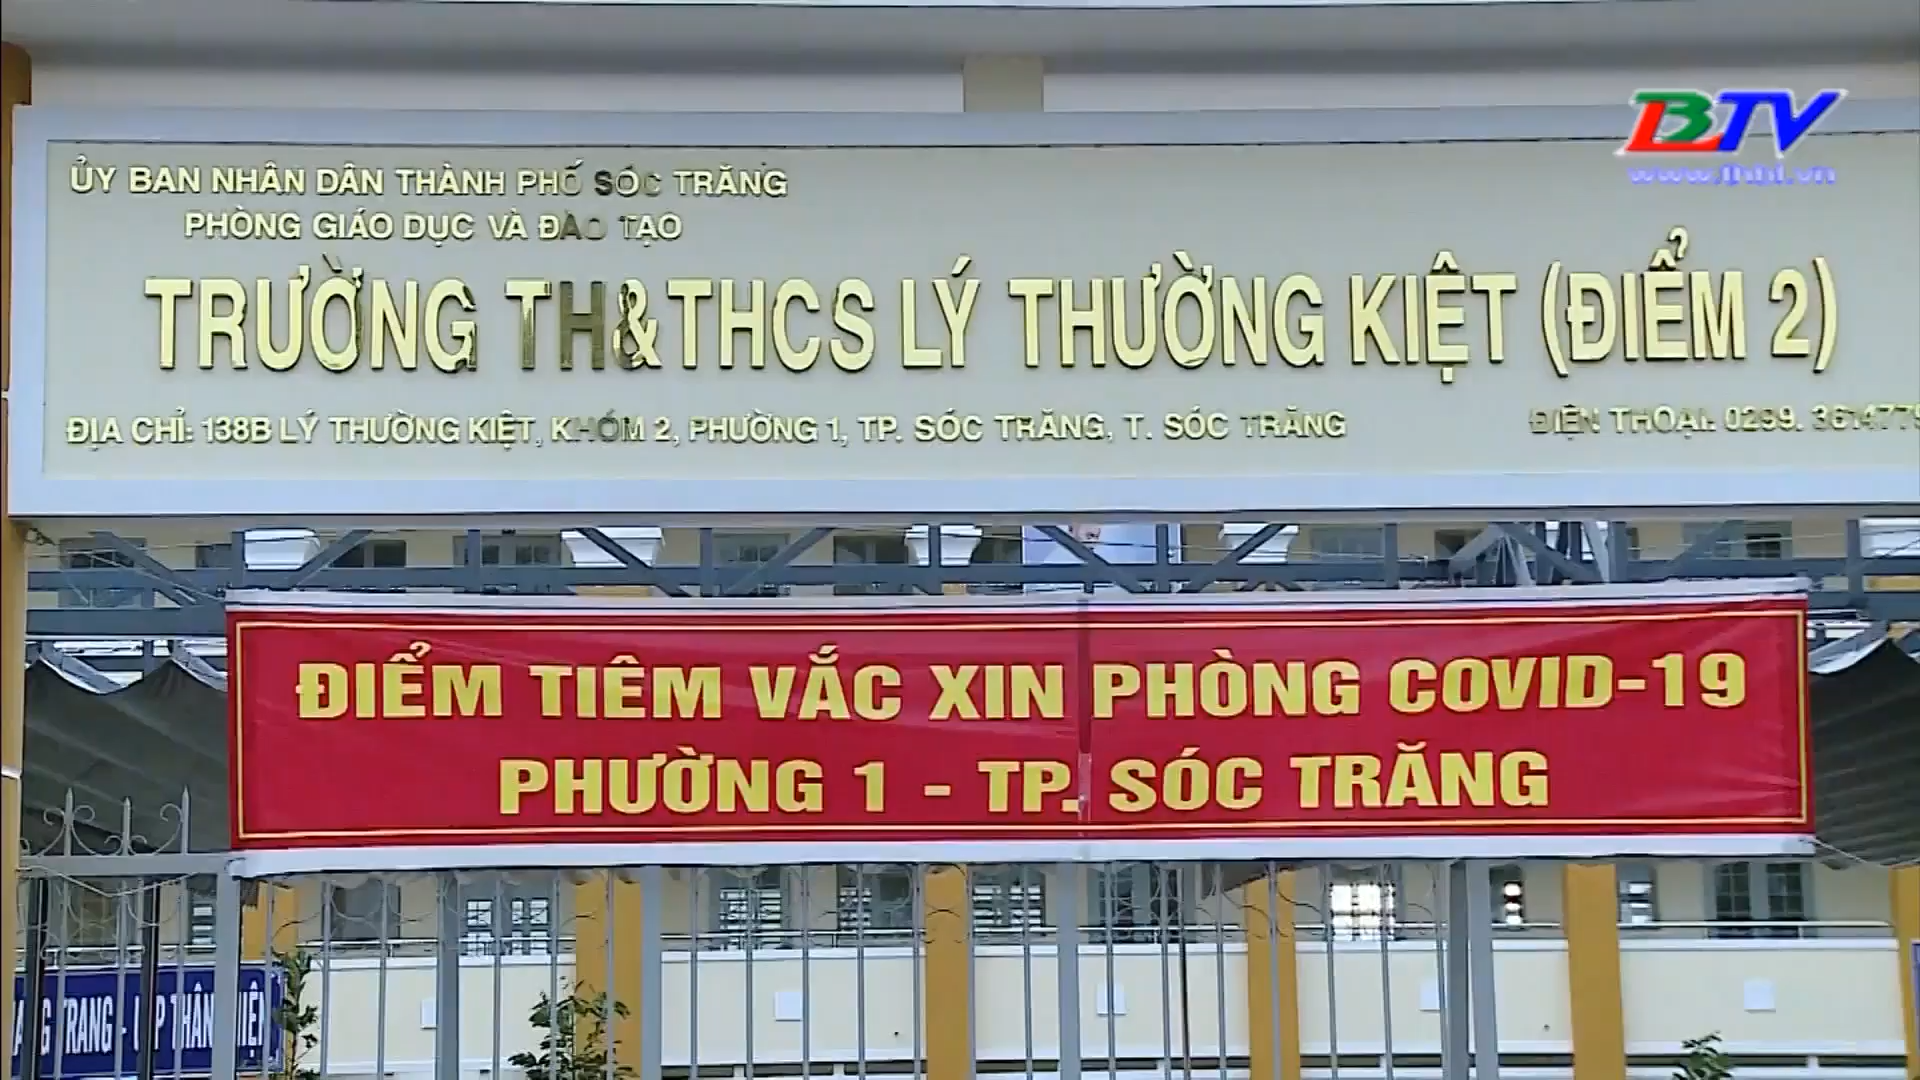 BTV
ỦY BAN NHÂN DÂN THÀNH PHỐ SÓC TRĂNG
PHÒNG GIÁO DỤC VÀ ĐÀO TẠO
TRƯỜNG TH&THCS LÝ THƯỜNG KIỆT (ĐIỂM 2)
ĐỊA CHỈ: 138B LÝ THƯỜNG KIỆT, KHÓM 2, PHƯỜNG 1, TP. SÓC TRĂNG, T. SÓC TRĂNG
ĐIỆN THOẠI: 0299.
ĐIỂM TIÊM VẮC XIN PHÒNG COVID-19
PHƯỜNG 1 - TP. SÓC TRĂNG
TRANG - THÂN